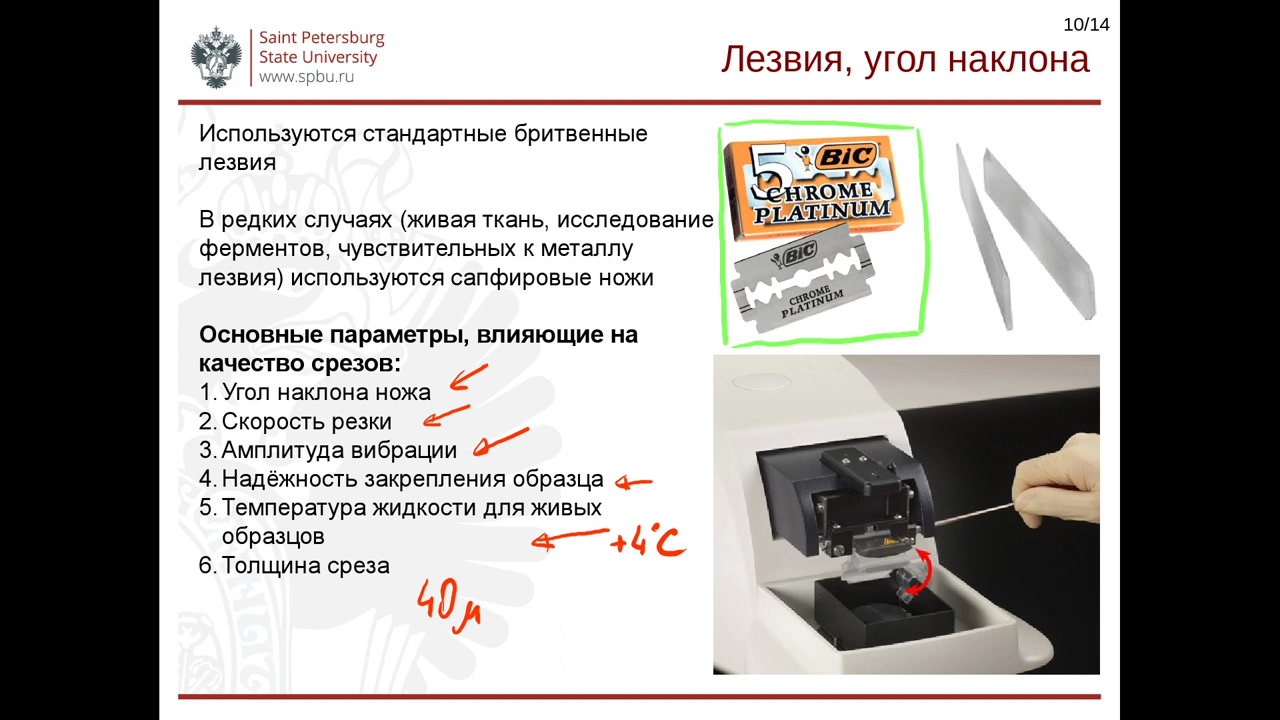 10/14
Saint Petersburg
State University
www.spbu.ru
Лезвия, угол наклона
Используются стандартные бритвенные
лезвия
В редких случаях (живая ткань, исследование
ферментов, чувствительных к металлу
лезвия) используются сапфировые ножи
Основные параметры, влияющие на
качество срезов:
1. Угол наклона ножа
2. Скорость резки
3. Амплитуда вибрации
4. Надёжность закрепления образца
5. Температура жидкости для живых
образцов
+4°C
6. Толщина среза
40 μ
5 BiC
CHROME
PLATINUM
BiC
CHROME
PLATINUM